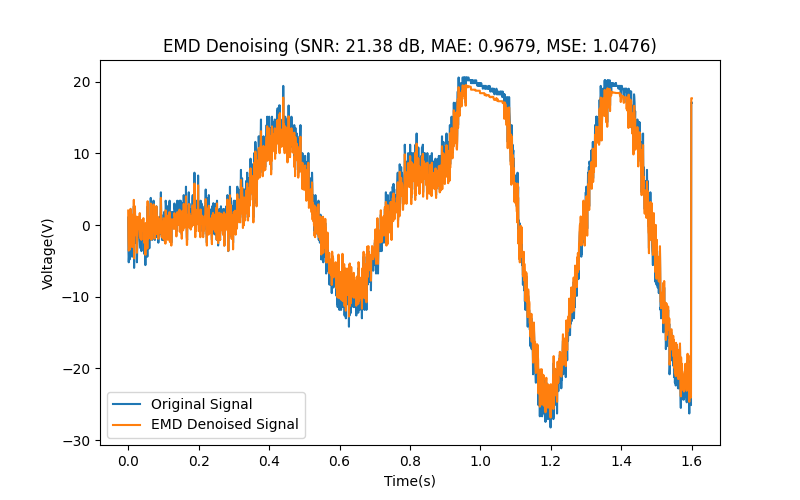 EMD Denoising (SNR: 21.38 dB, MAE: 0.9679, MSE: 1.0476)
20
10
0
−10
−20
−30
Voltage(V)
Original Signal
EMD Denoised Signal
0.0 0.2 0.4 0.6 0.8 1.0 1.2 1.4 1.6
Time(s)